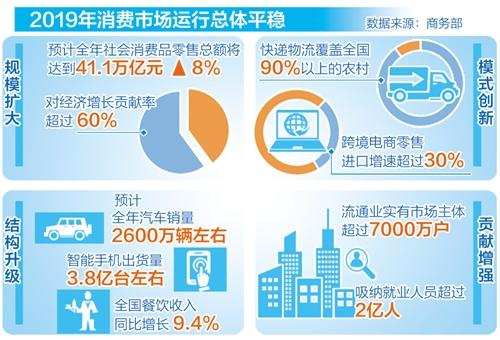 2019年消费市场运行总体平稳
数据来源：商务部
规模扩大
预计全年社会消费品零售总额将
达到41.1万亿元 ▲ 8%
对经济增长贡献率
超过60%
快递物流覆盖全国
90%以上的农村
跨境电商零售
进口增速超过30%
模式创新
结构升级
预计
全年汽车销量
2600万辆左右
智能手机出货量
3.8亿台左右
全国餐饮收入
同比增长 9.4%
流通业实有市场主体
超过7000万户
吸纳就业人员超过
2亿人
贡献增强